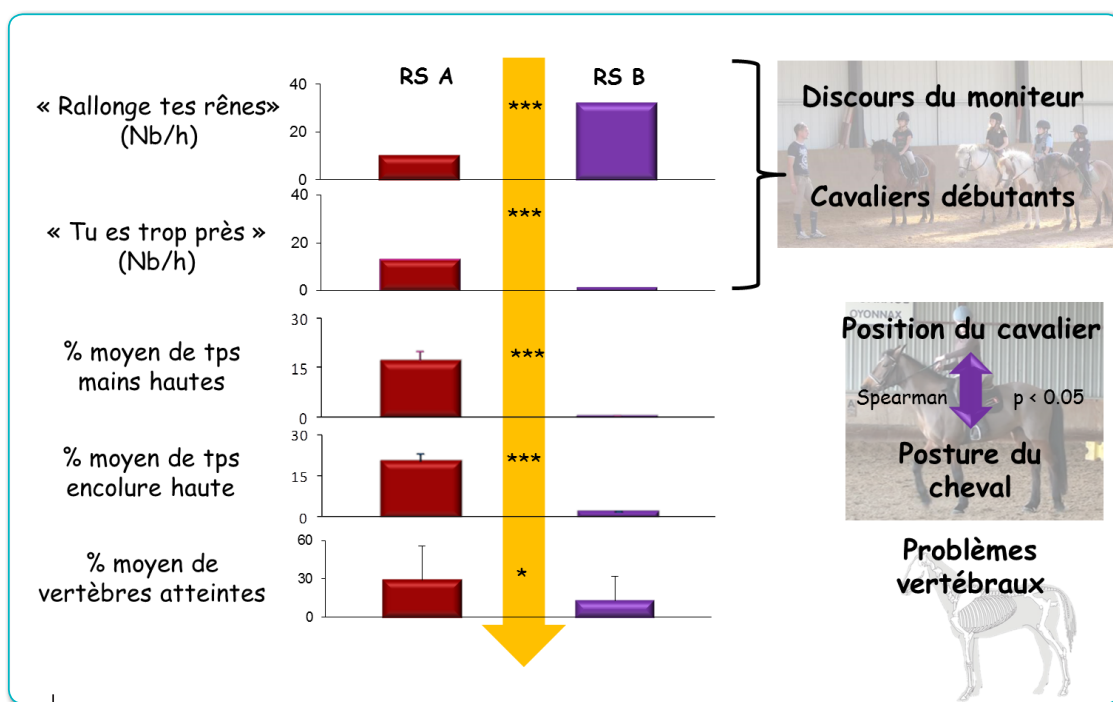 RS A
RS B
« Rallonge tes rênes»
(Nb/h)
40
20
0
***
Discours du moniteur
Cavaliers débutants
« Tu es trop près »
(Nb/h)
40
20
0
***
% moyen de tps
mains hautes
30
15
0
***
OYONNAX
Position du cavalier
Spearman
p < 0.05
% moyen de tps
encolure haute
30
15
0
***
Posture du
cheval
% moyen de
vertèbres atteintes
60
30
0
*
Problèmes
vertébraux